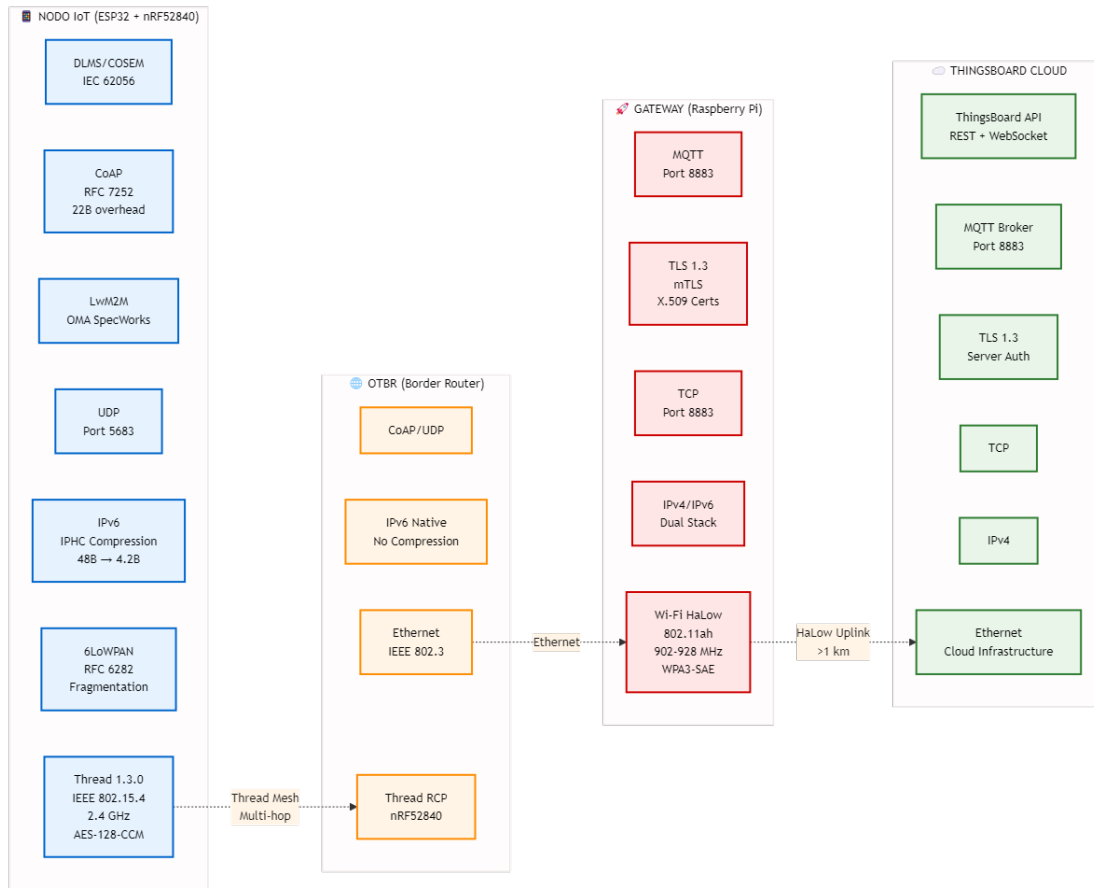 NODO IoT (ESP32 + nRF52840)
DLMS/COSEM
IEC 62056
CoAP
RFC 7252
22B overhead
LwM2M
OMA SpecWorks
UDP
Port 5683
IPv6
IPHC Compression
48B → 4.2B
6LoWPAN
RFC 6282
Fragmentation
Thread 1.3.0
IEEE 802.15.4
2.4 GHz
AES-128-CCM
Thread Mesh
Multi-hop
OTBR (Border Router)
CoAP/UDP
IPv6 Native
No Compression
Ethernet
IEEE 802.3
Thread RCP
nRF52840
Ethernet
GATEWAY (Raspberry Pi)
MQTT
Port 8883
TLS 1.3
mTLS
X.509 Certs
TCP
Port 8883
IPv4/IPv6
Dual Stack
Wi-Fi HaLow
802.11ah
902-928 MHz
WPA3-SAE
HaLow Uplink
>1 km
THINGSBOARD CLOUD
ThingsBoard API
REST + WebSocket
MQTT Broker
Port 8883
TLS 1.3
Server Auth
TCP
IPv4
Ethernet
Cloud Infrastructure